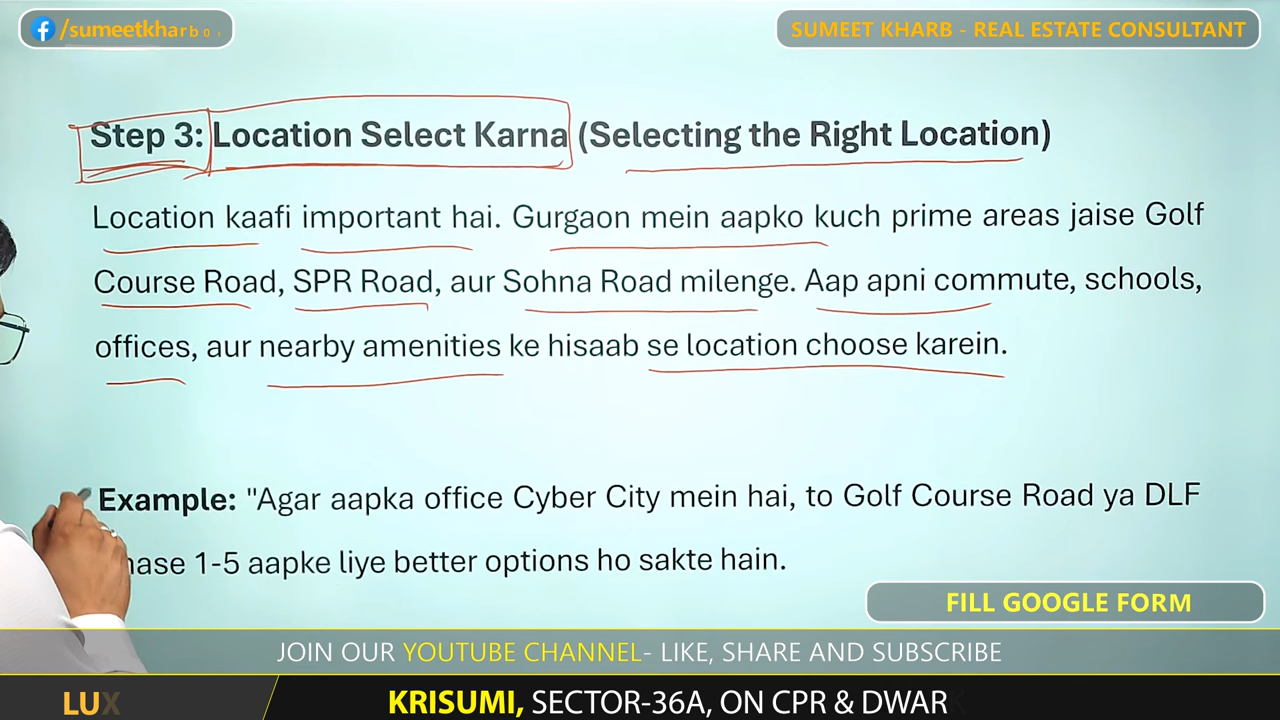 /sumeetkharb0
SUMEET KHARB - REAL ESTATE CONSULTANT
Step 3: Location Select Karna (Selecting the Right Location)
Location kaafi important hai. Gurgaon mein aapko kuch prime areas jaise Golf
Course Road, SPR Road, aur Sohna Road milenge. Aap apni commute, schools,
offices, aur nearby amenities ke hisaab se location choose karein.
Example: "Agar aapka office Cyber City mein hai, to Golf Course Road ya DLF
hase 1-5 aapke liye better options ho sakte hain.
FILL GOOGLE FORM
JOIN OUR YOUTUBE CHANNEL- LIKE, SHARE AND SUBSCRIBE
LUX
KRISUMI, SECTOR-36A, ON CPR & DWAR